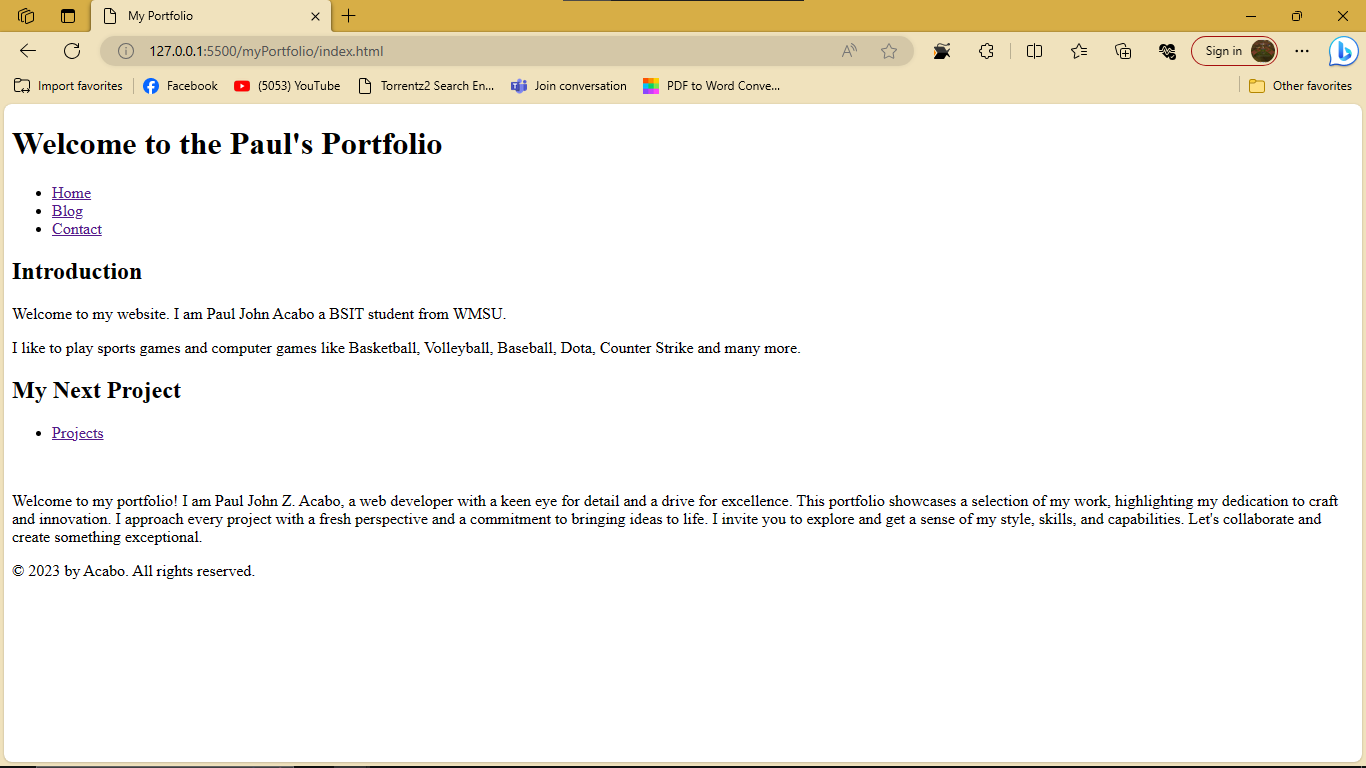 My Portfolio
127.0.0.1:5500/myPortfolio/index.html
Sign in
Import favorites
Facebook
(5053) YouTube
Torrentz2 Search En...
Join conversation
PDF to Word Conve...
Other favorites
Welcome to the Paul's Portfolio
Home
Blog
Contact
Introduction
Welcome to my website. I am Paul John Acabo a BSIT student from WMSU.
I like to play sports games and computer games like Basketball, Volleyball, Baseball, Dota, Counter Strike and many more.
My Next Project
Projects
Welcome to my portfolio! I am Paul John Z. Acabo, a web developer with a keen eye for detail and a drive for excellence. This portfolio showcases a selection of my work, highlighting my dedication to craft
and innovation. I approach every project with a fresh perspective and a commitment to bringing ideas to life. I invite you to explore and get a sense of my style, skills, and capabilities. Let's collaborate and
create something exceptional.
© 2023 by Acabo. All rights reserved.